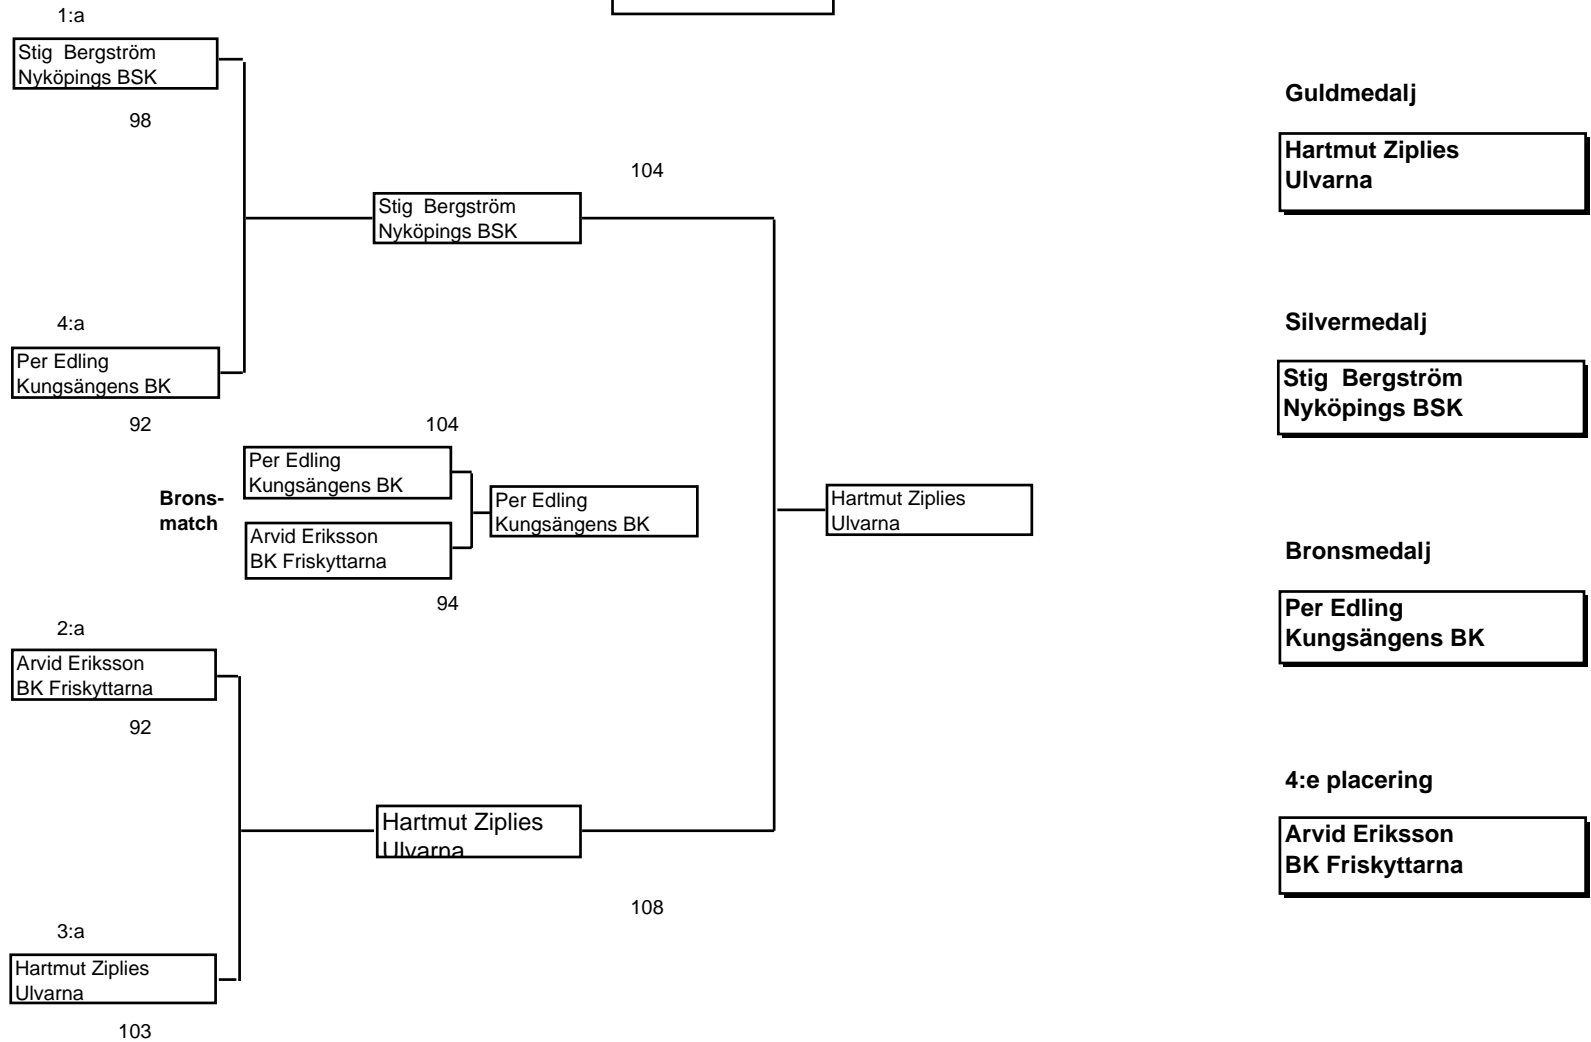 1:a
Stig  Bergström
Nyköpings BSK
98
4:a
Per Edling
Kungsängens BK
92
Stig  Bergström
Nyköpings BSK
104
104
Per Edling
Kungsängens BK
Brons-
match
Arvid Eriksson
BK Friskyttarna
94
Per Edling
Kungsängens BK
Hartmut Ziplies
Ulvarna
2:a
Arvid Eriksson
BK Friskyttarna
92
Hartmut Ziplies
Ulvarna
108
3:a
Hartmut Ziplies
Ulvarna
103
Guldmedalj
Hartmut Ziplies
Ulvarna
Silvermedalj
Stig  Bergström
Nyköpings BSK
Bronsmedalj
Per Edling
Kungsängens BK
4:e placering
Arvid Eriksson
BK Friskyttarna